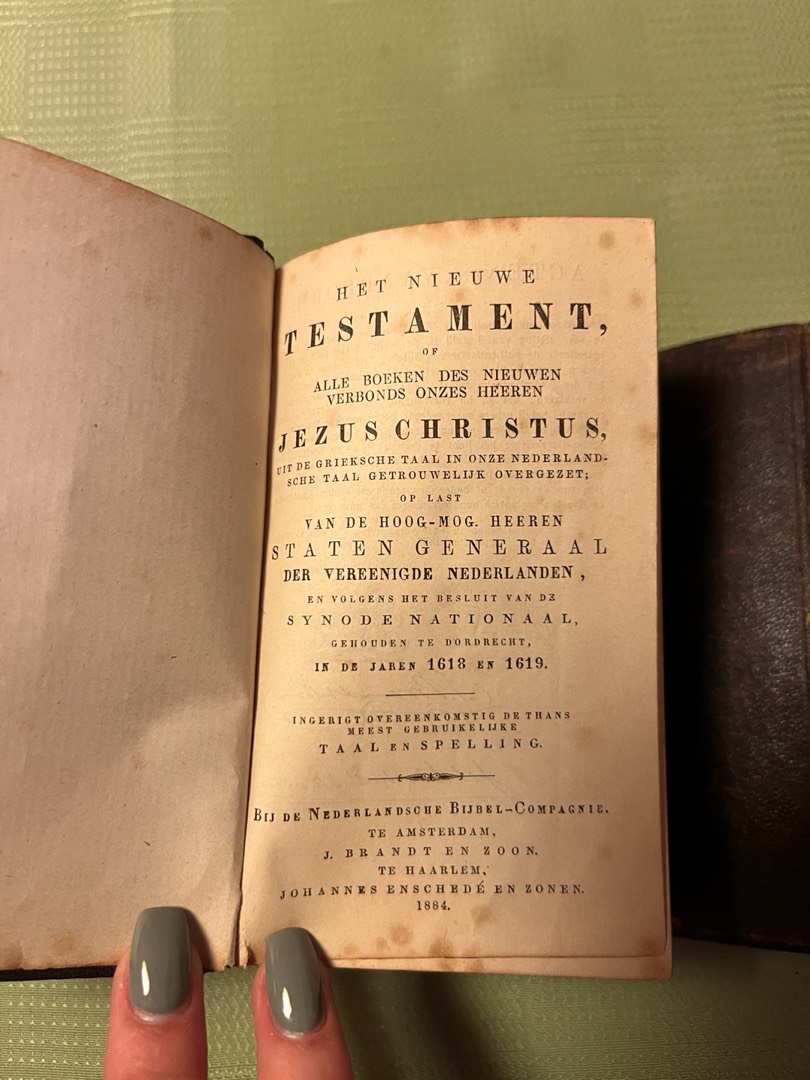 HET NIEUWE
TESTAMENT,
OF
ALLE BOEKEN DES NIEUWEN
VERBONDS ONZES HEEREN
JEZUS CHRISTUS,
UIT DE GRIEKSCHE TAAL IN ONZE NEDERLAND-
SCHE TAAL GETROUWELIJK OVERGEZET;
OP LAST
VAN DE HOOG-MOG. HEEREN
STATEN GENERAAL
DER VEREENIGDE NEDERLANDEN,
EN VOLGENS HET BESLUIT VAN DE
SYNODE NATIONAAL,
GEHOUDEN TE DORDRECHT,
IN DE JAREN 1618 EN 1619.
INGERIGT OVEREENKOMSTIG DE THANS
MEEST GEBRUIKELIJKE
TAAL EN SPELLING.
BIJ DE NEDERLANDSCHE BIJBEL-COMPAGNIE.
TE AMSTERDAM,
J. BRANDT EN ZOON.
TE HAARLEM,
JOHANNES ENSCHEDÉ EN ZONEN.
1884.